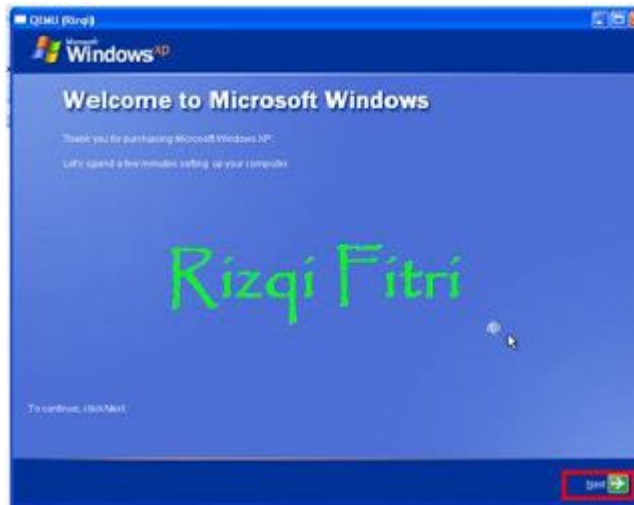 QEMU (Rizqi)
Microsoft
Windows xp
Welcome to Microsoft Windows
Thank you for purchasing Microsoft Windows XP.
Let's spend a few minutes setting up your computer.
Rizqi Fitri
To continue, click Next.
Next